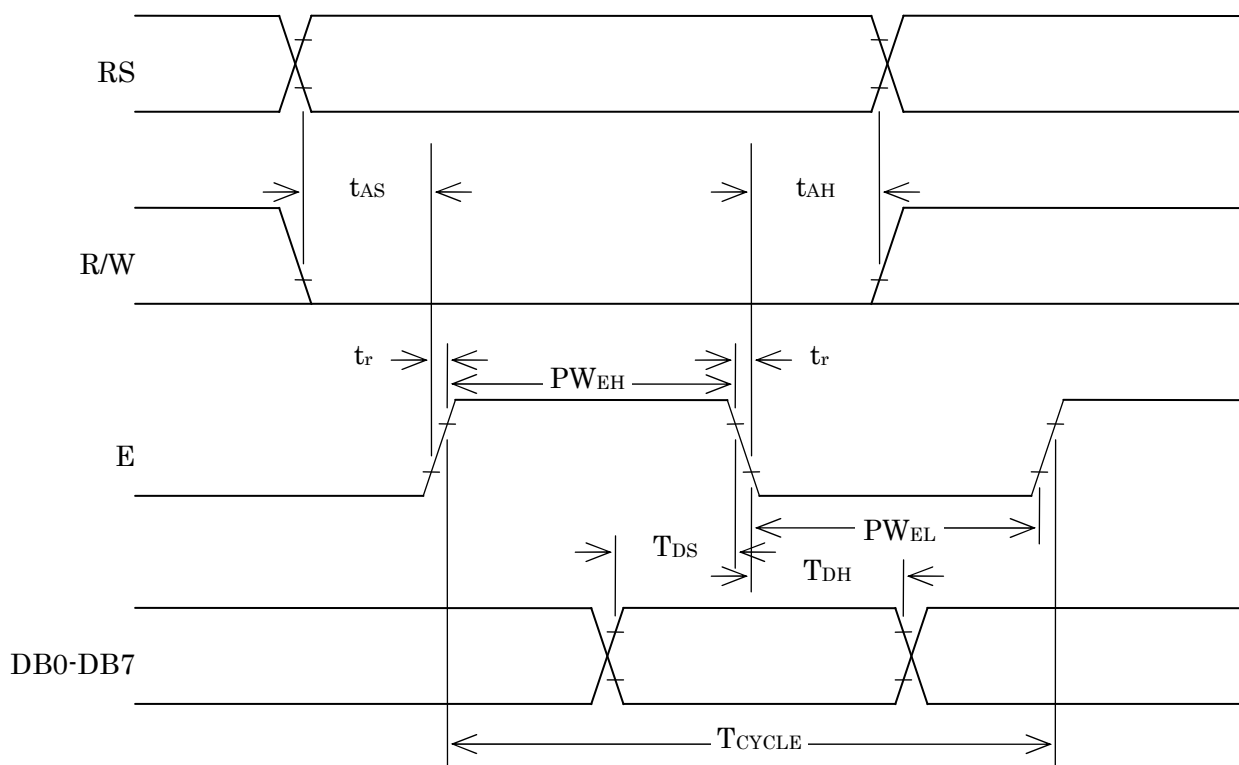 RS
tAS
tAH
R/W
tr
PWEH
tr
E
PWEL
TDS
TDH
DB0-DB7
TCYCLE